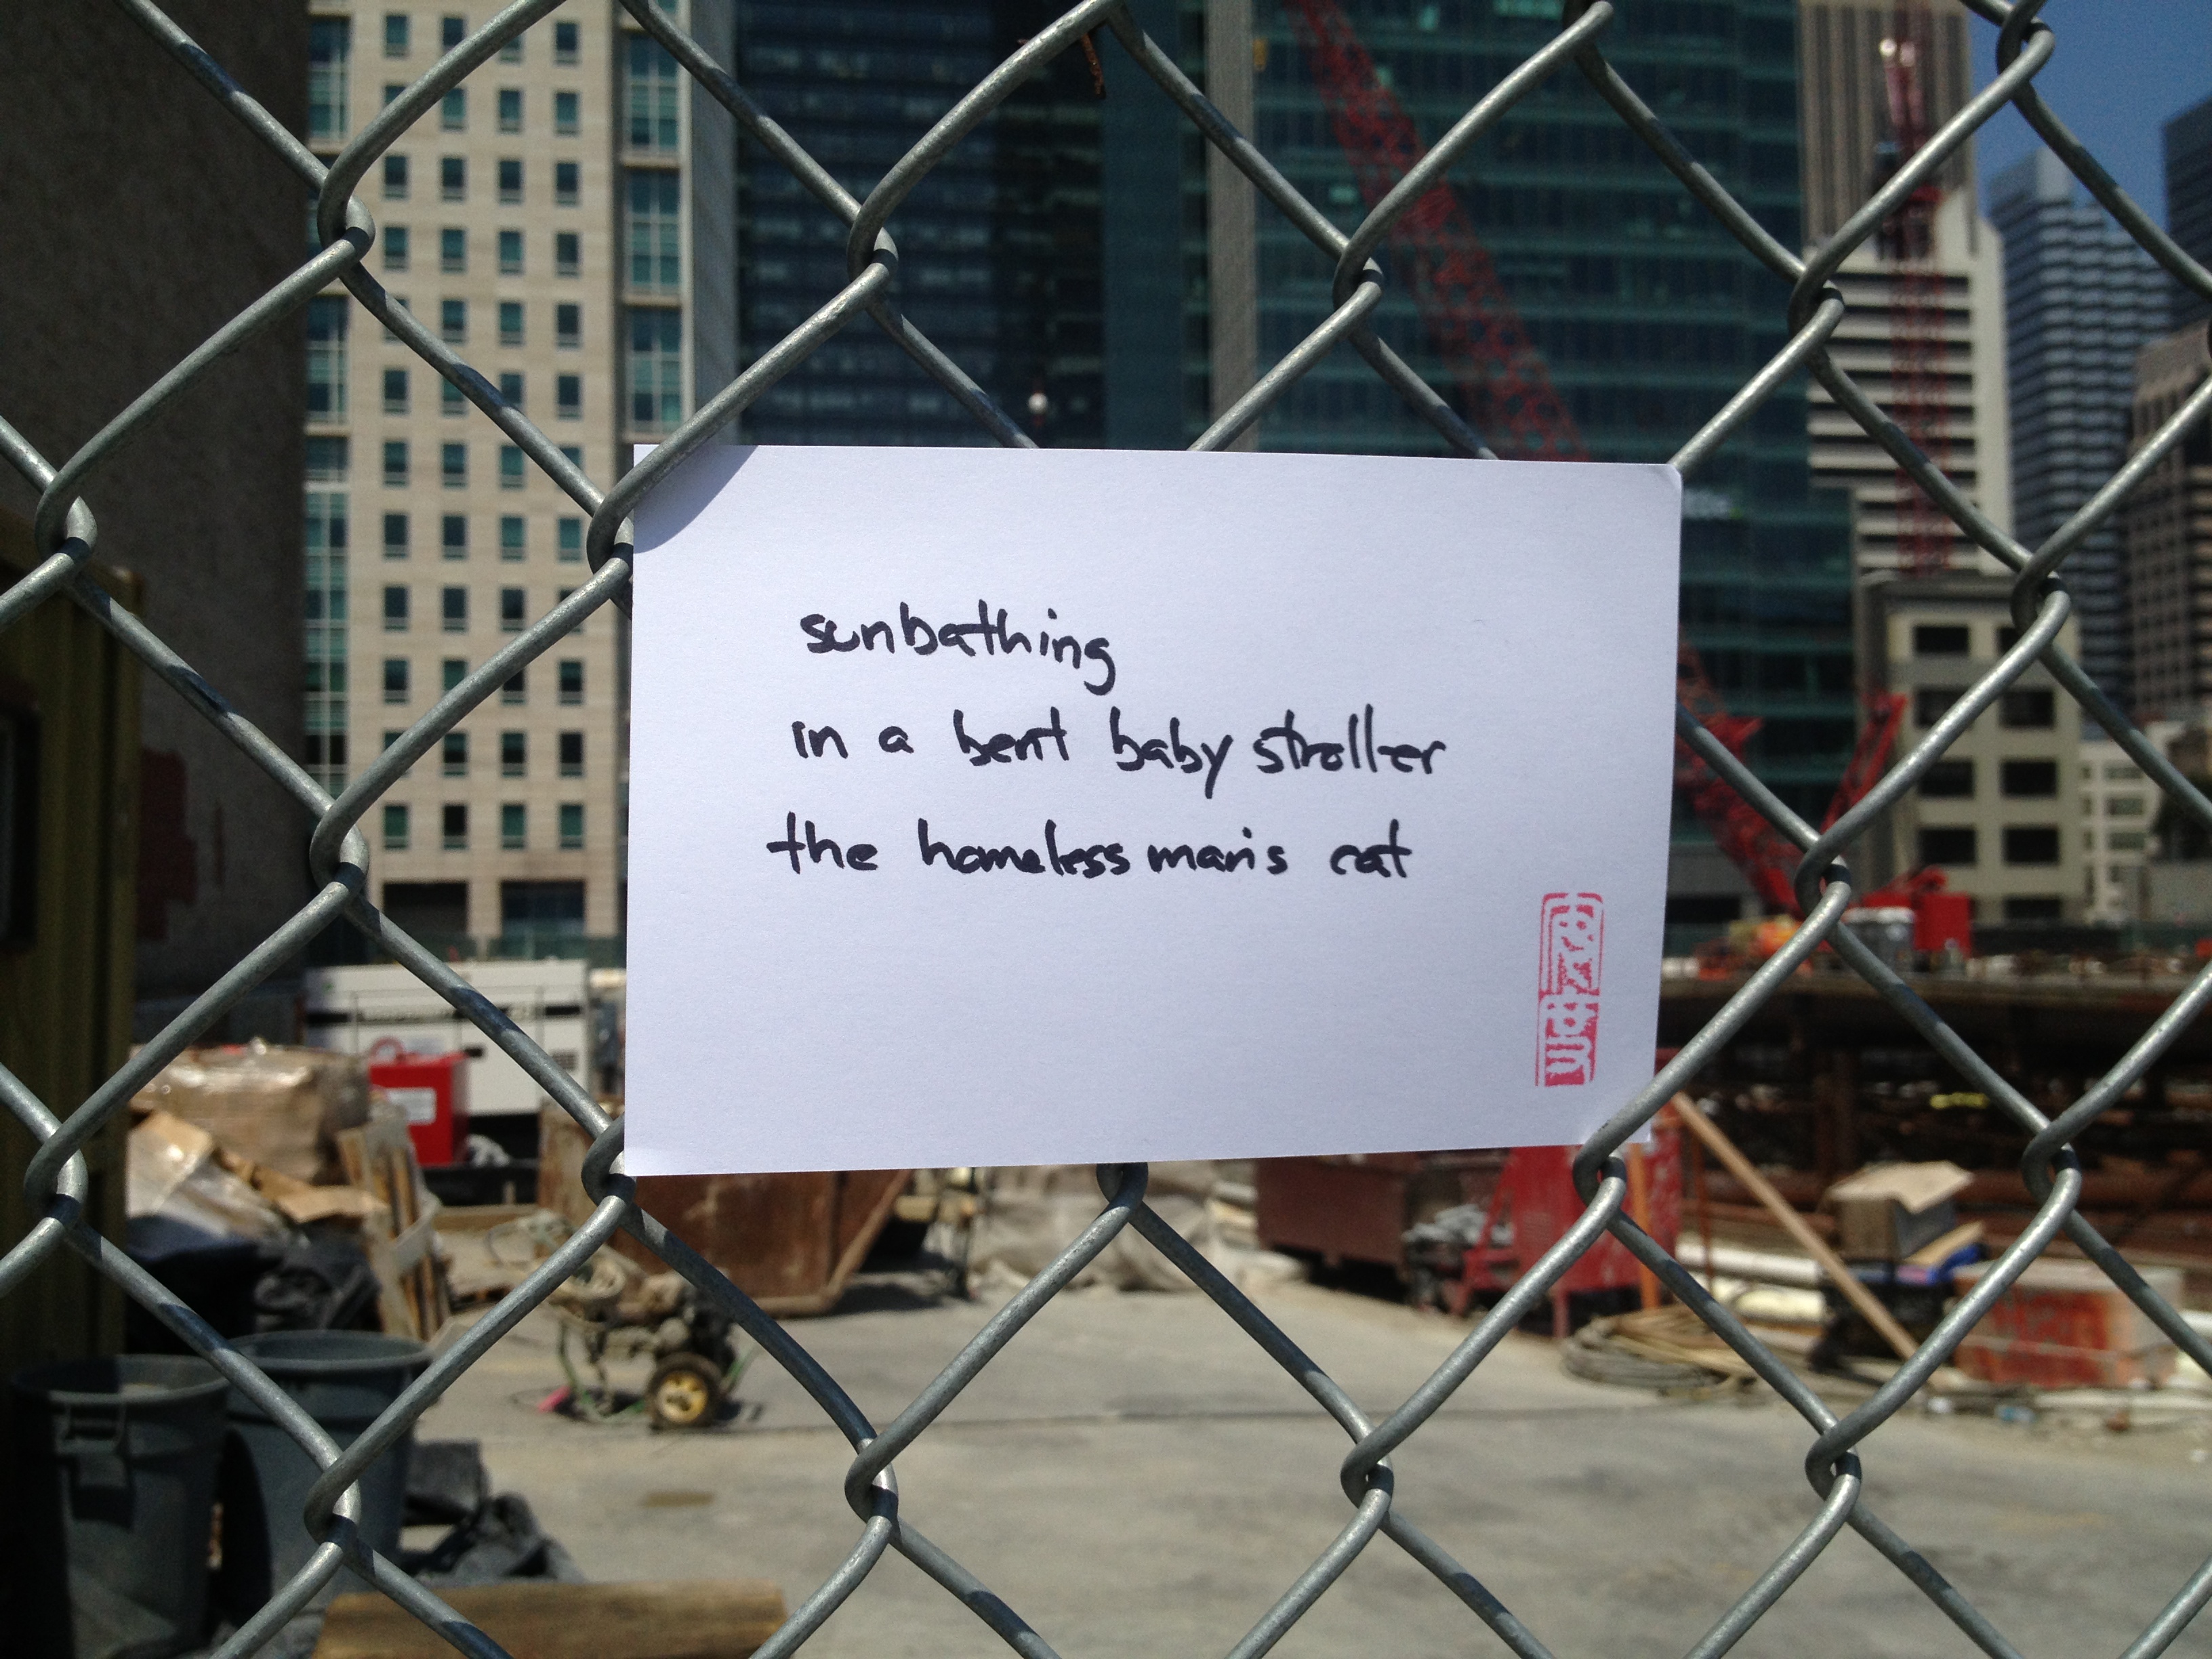 sunbathing
in a bent baby stroller
the homeless man's cat